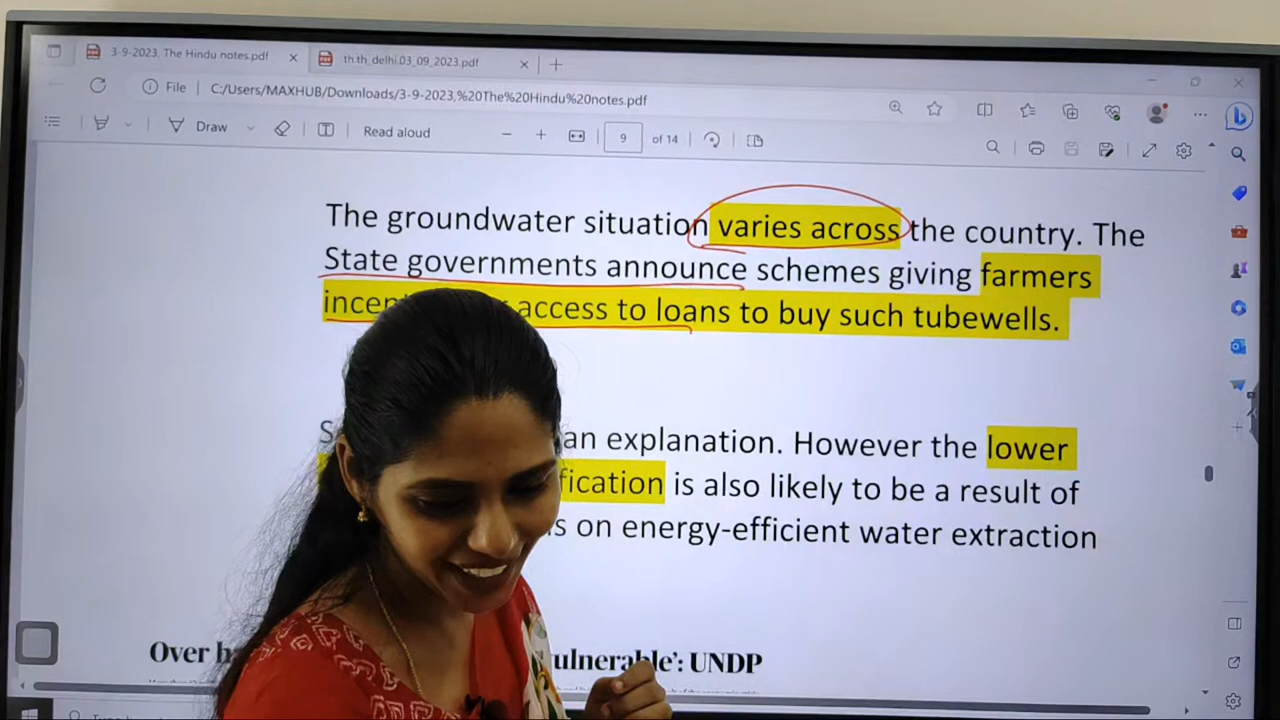 3-9-2023, The Hindu notes.pdf
th.th_delhi.03_09_2023.pdf
File
C:/Users/MAXHUB/Downloads/3-9-2023,%20The%20Hindu%20notes.pdf
Draw
Read aloud
9
of 14
The groundwater situation varies across the country. The
State governments announce schemes giving farmers
access to loans to buy such tubewells.
an explanation. However the lower
is also likely to be a result of
on energy-efficient water extraction
Over
UNDP